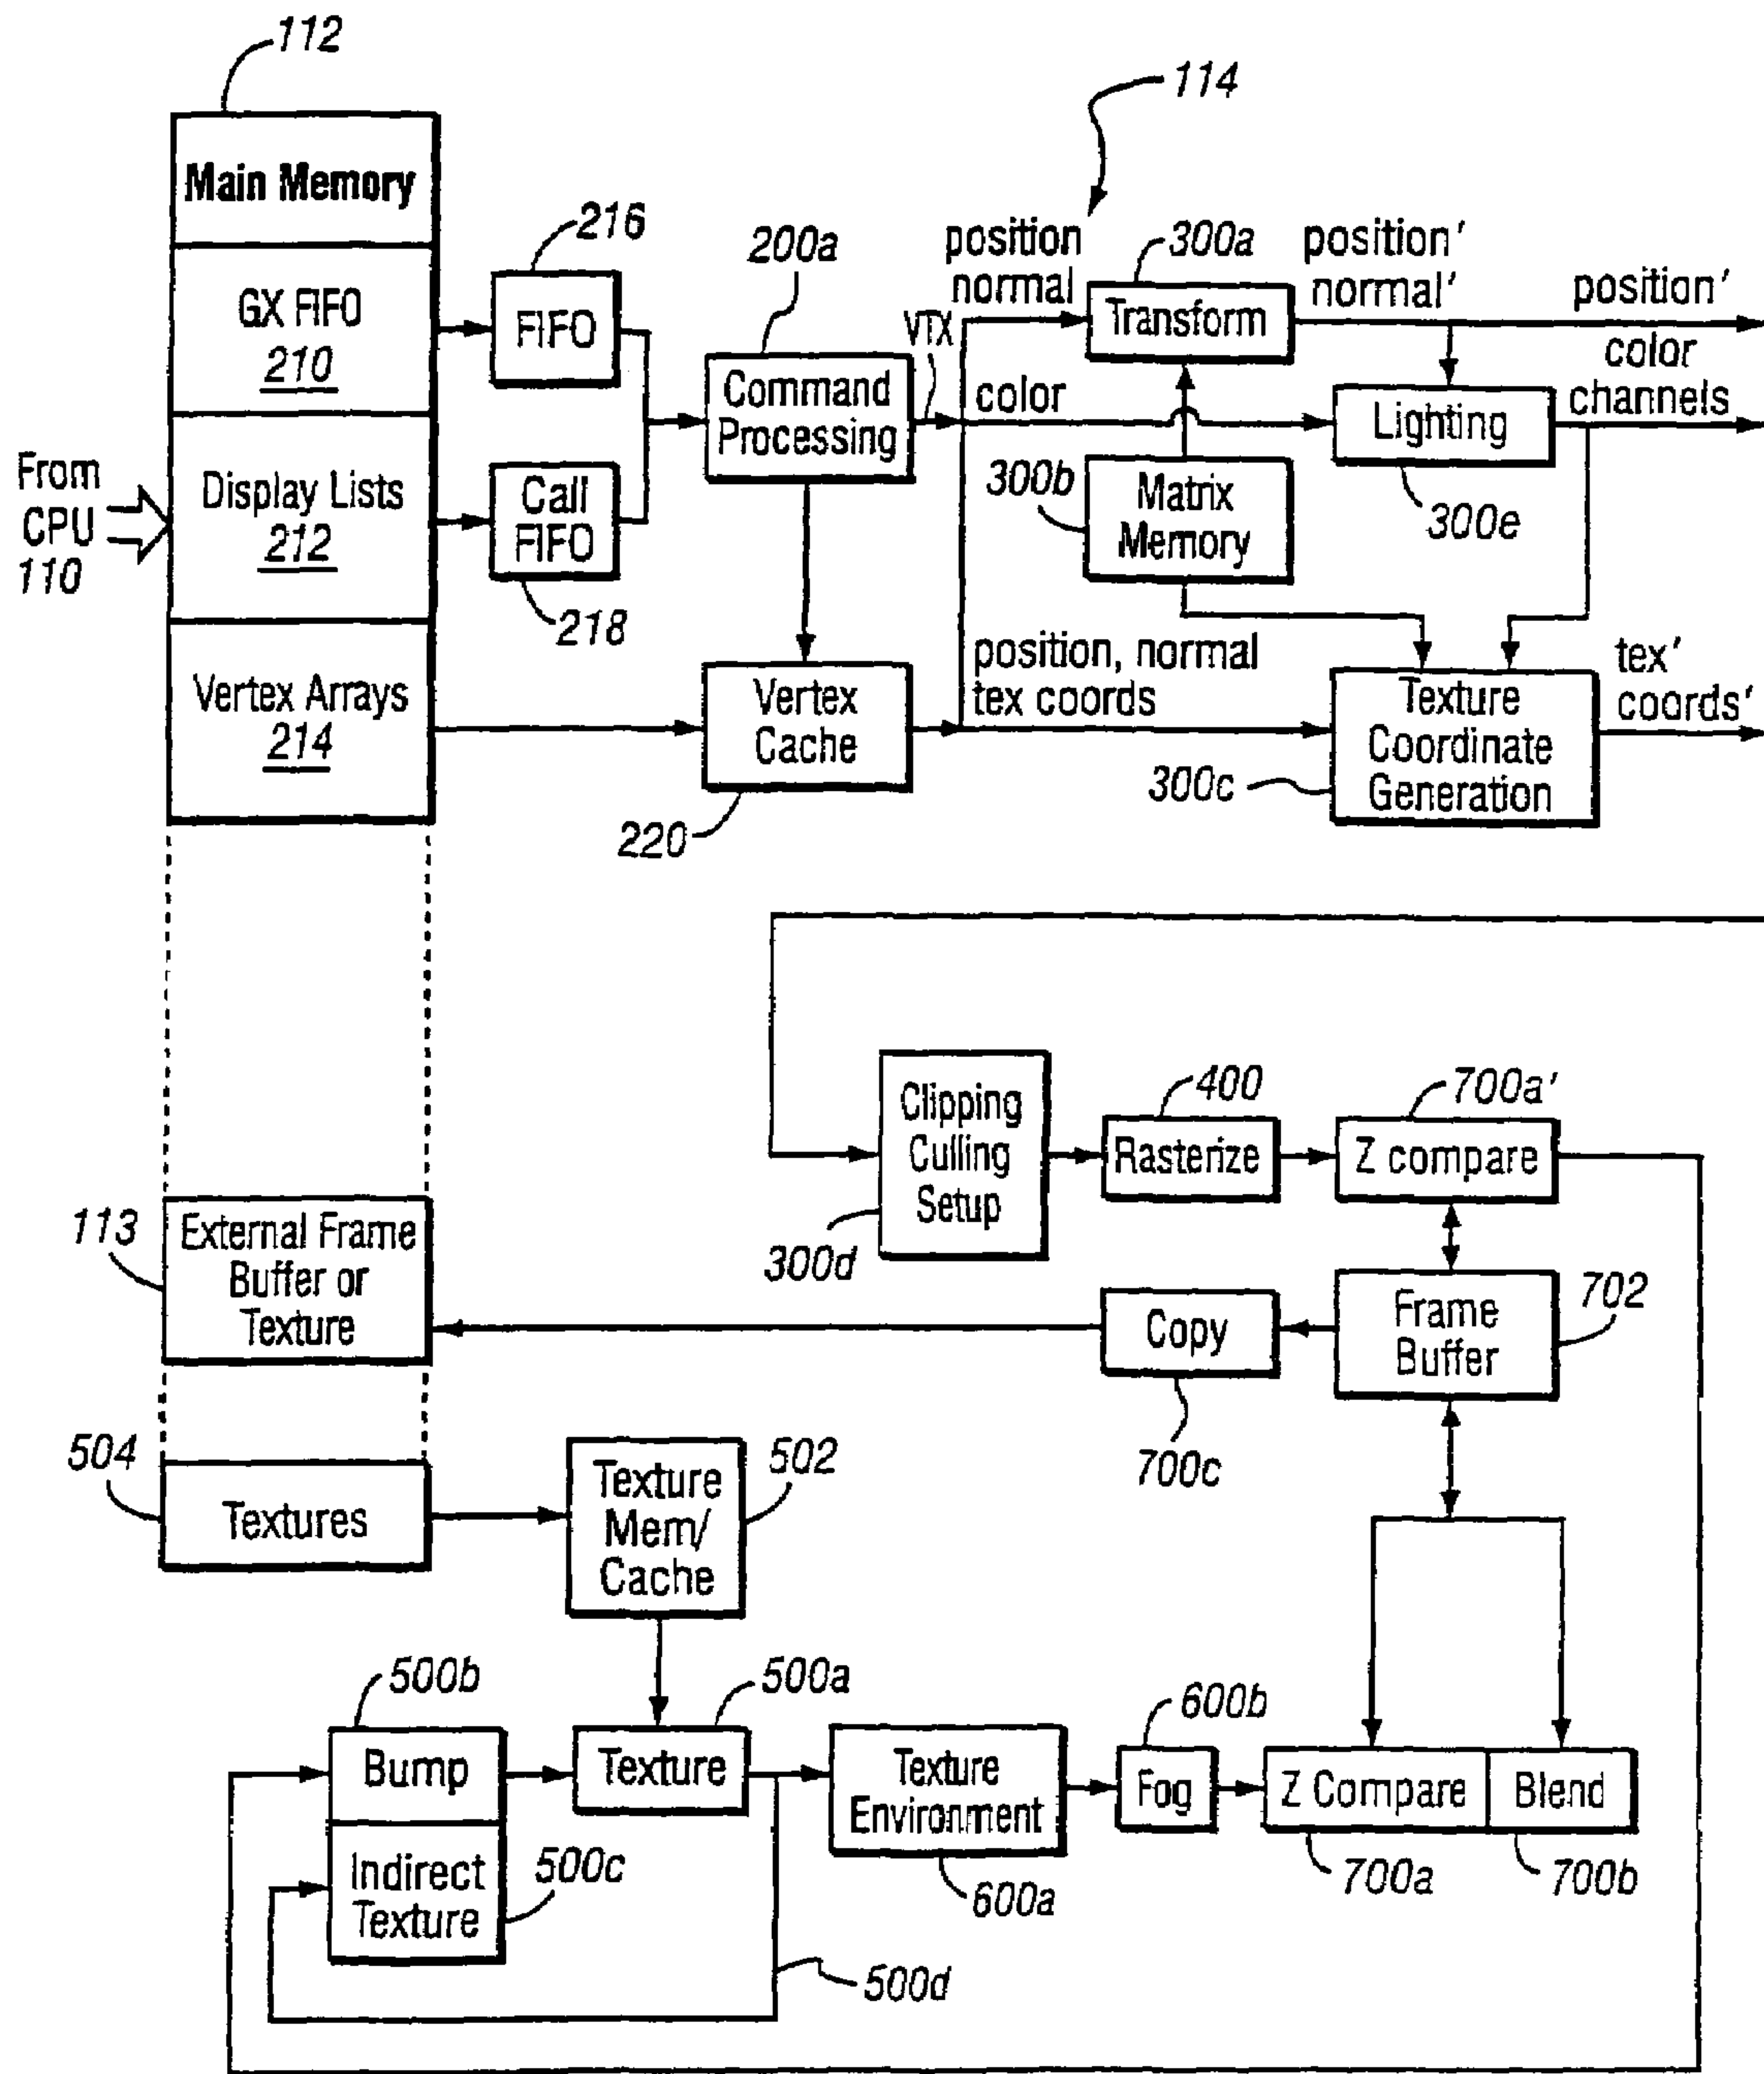 112
114
Main Memory
216
200a
position
normal
300a
position'
normal'
position'
GX FIFO
210
FIFO
VTX
Transform
color
channels
Command
Processing
color
Lighting
From
CPU
110
Display Lists
212
Call
FIFO
300b
Matrix
Memory
300e
218
Vertex Arrays
214
Vertex
Cache
position, normal
tex coords
Texture
Coordinate
Generation
tex'
coords'
300c
220
Clipping
Culling
Setup
400
Rasterize
700a'
Z compare
300d
113
External Frame
Buffer or
Texture
Copy
Frame
Buffer
702
700c
504
Textures
Texture
Mem/
Cache
502
500b
500a
600b
Bump
Texture
Texture
Environment
Fog
Z Compare
Blend
Indirect
Texture
500c
600a
700a
700b
500d